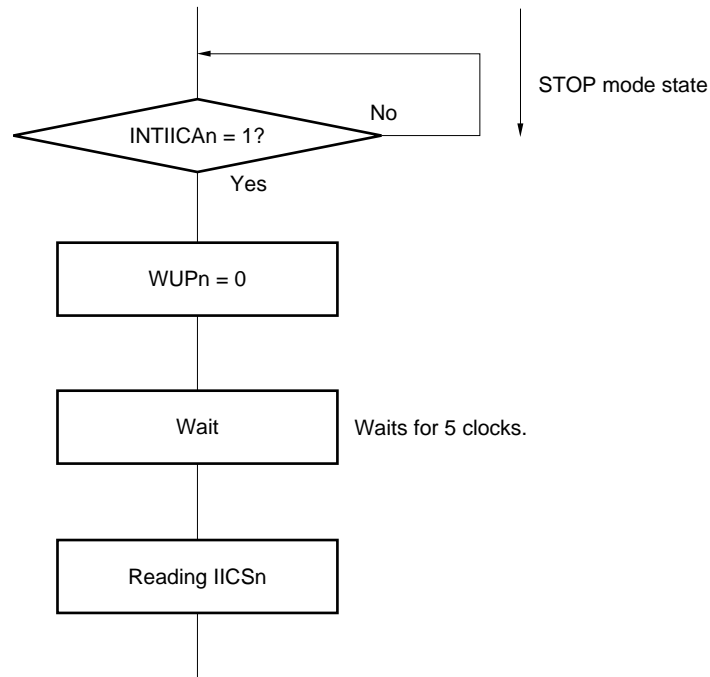 STOP mode state
No
INTIICAn = 1?
Yes
WUPn = 0
Wait
Waits for 5 clocks.
Reading IICSn